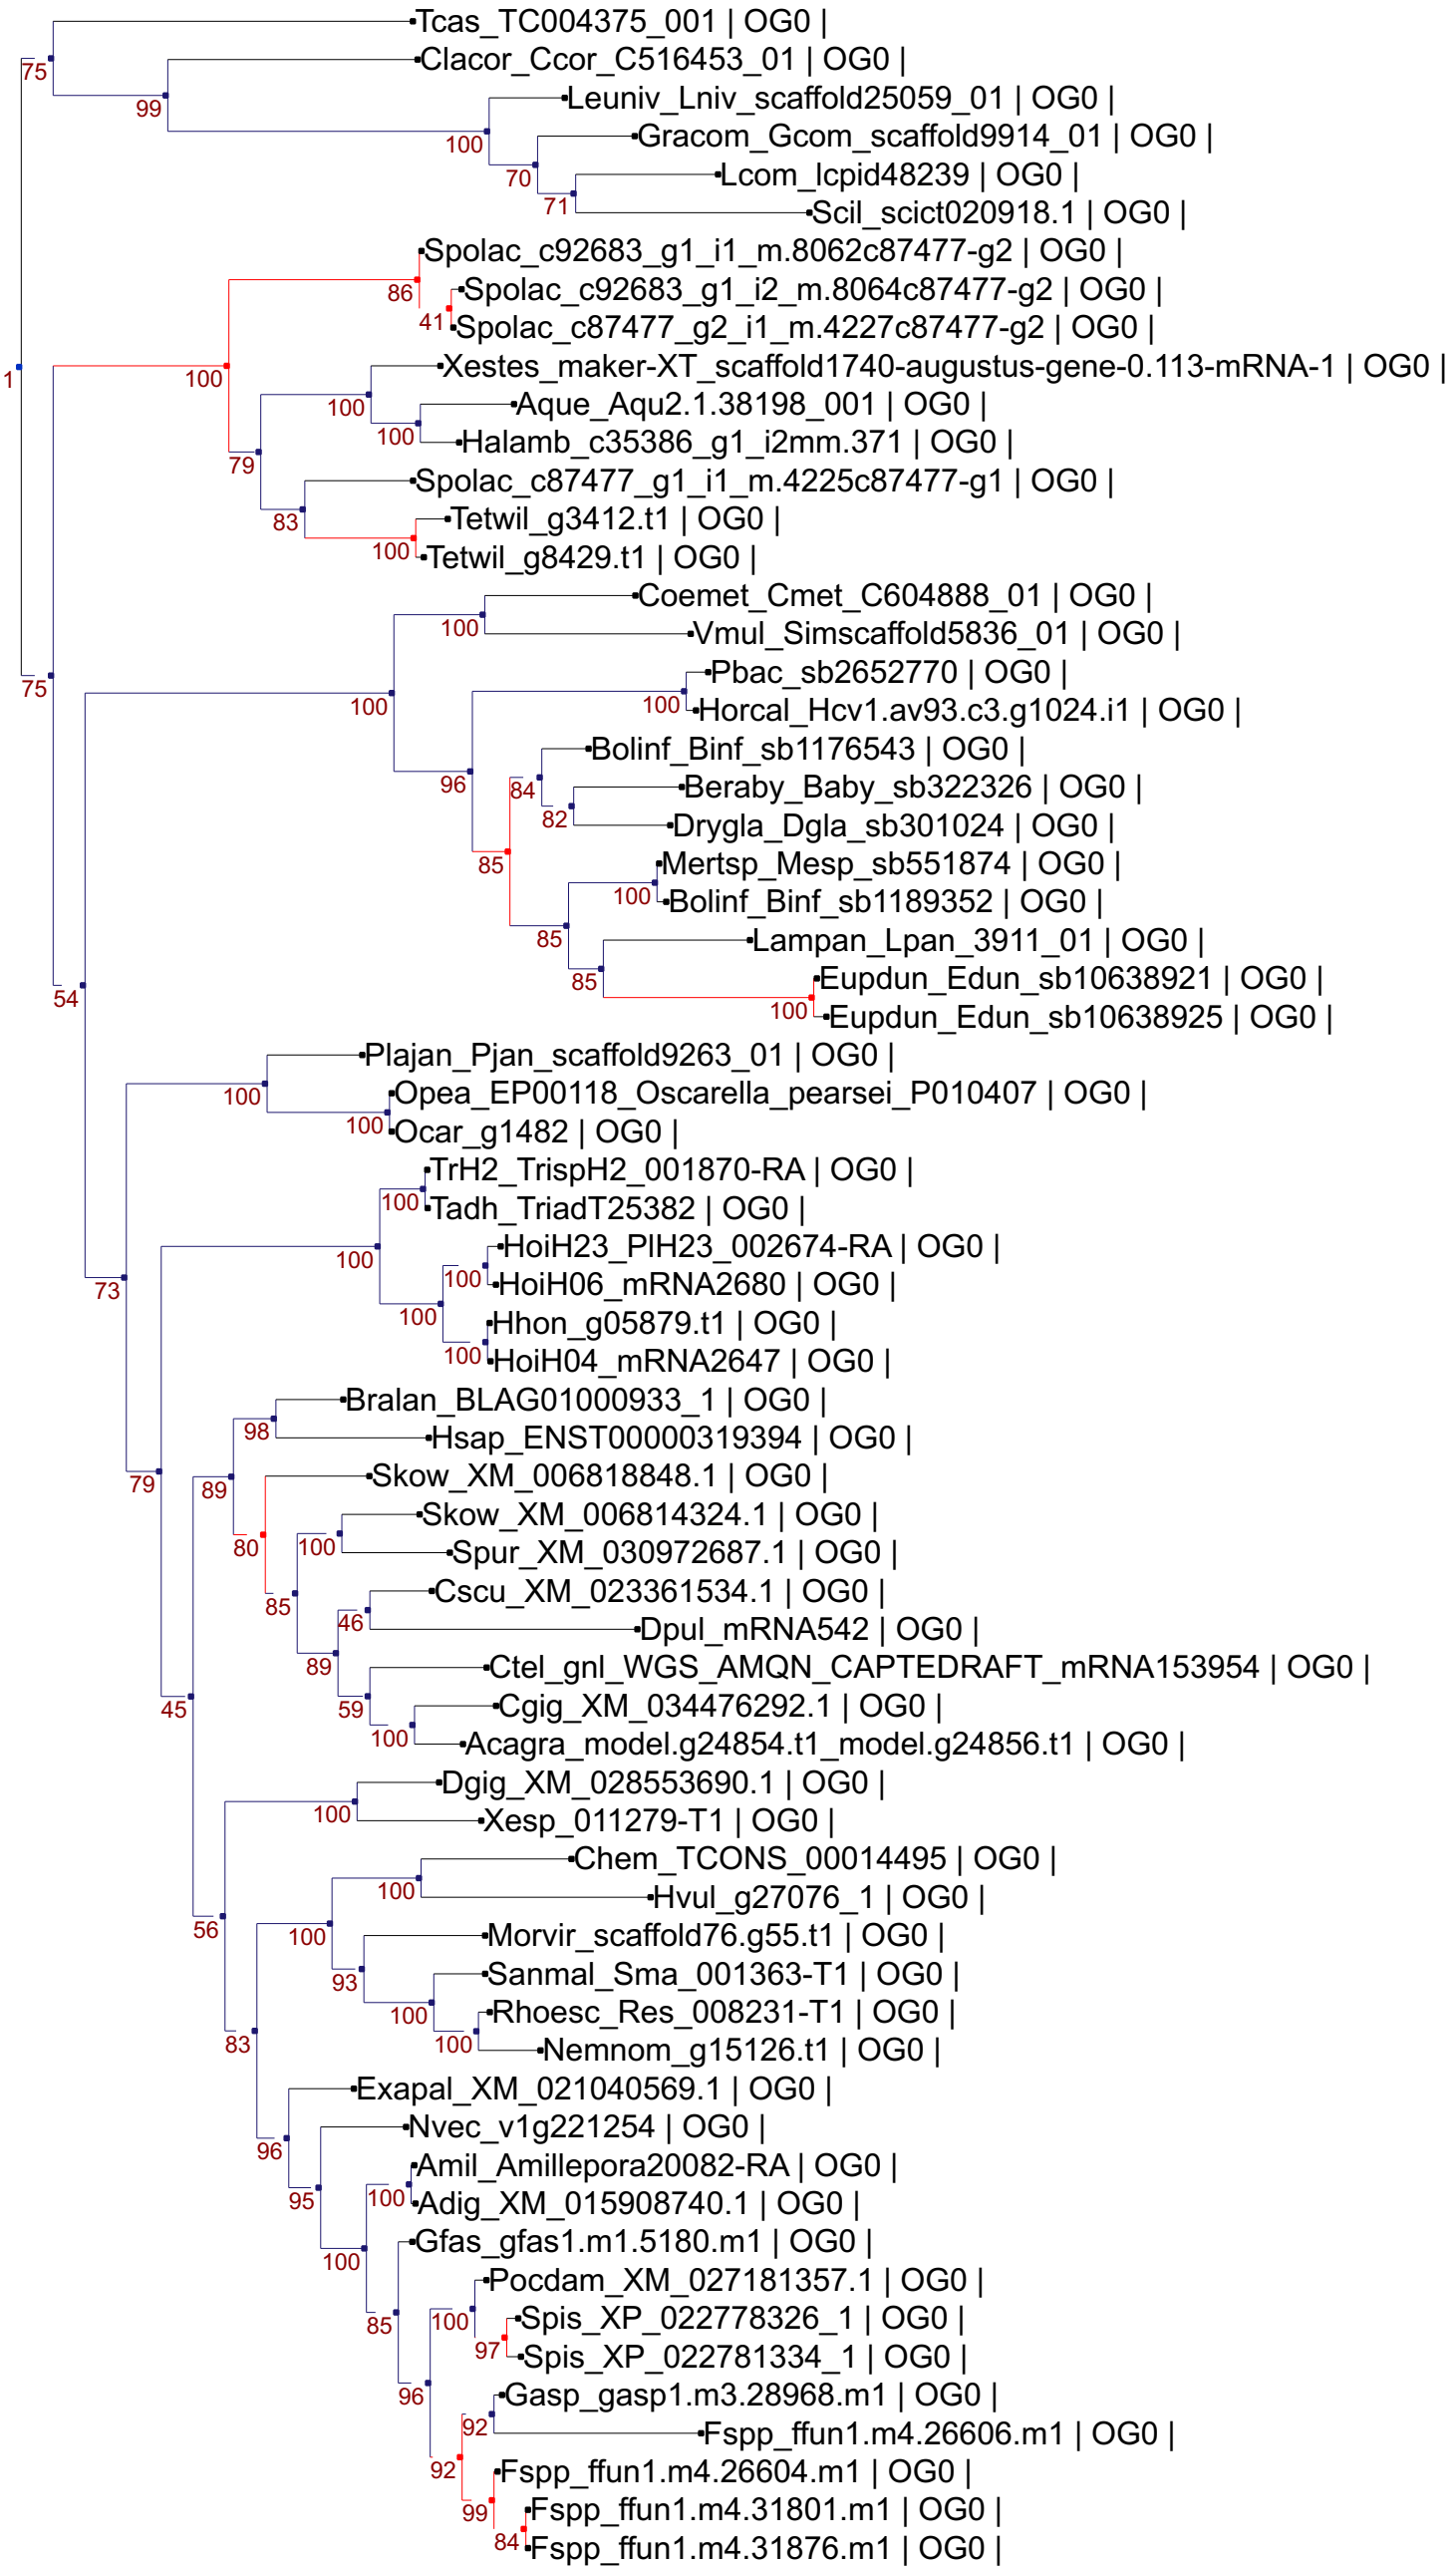 Tcas_TC004375_001 | OG0 |
Clacor_Ccor_C516453_01 | OG0 |
75
Leuniv_Lniv_scaffold25059_01 | OG0 |
99
Gracom_Gcom_scaffold9914_01 | OG0 |
100
Lcom_lcpid48239 | OG0 |
70
71
Scil_scict020918.1 | OG0 |
Spolac_c92683_g1_i1_m.8062c87477-g2 | OG0 |
86
Spolac_c92683_g1_i2_m.8064c87477-g2 | OG0 |
41
Spolac_c87477_g2_i1_m.4227c87477-g2 | OG0 |
Xestes_maker-XT_scaffold1740-augustus-gene-0.113-mRNA-1 | OG0 |
1
100
Aque_Aqu2.1.38198_001 | OG0 |
100
100
Halamb_c35386_g1_i2mm.371 | OG0 |
79
Spolac_c87477_g1_i1_m.4225c87477-g1 | OG0 |
83
Tetwil_g3412.t1 | OG0 |
100
Tetwil_g8429.t1 | OG0 |
Coemet_Cmet_C604888_01 | OG0 |
100
Vmul_Simscaffold5836_01 | OG0 |
75
Pbac_sb2652770 | OG0 |
100
100
Horcal_Hcv1.av93.c3.g1024.i1 | OG0 |
Bolinf_Binf_sb1176543 | OG0 |
96
84
Beraby_Baby_sb322326 | OG0 |
82
Drygla_Dgla_sb301024 | OG0 |
85
Mertsp_Mesp_sb551874 | OG0 |
100
Bolinf_Binf_sb1189352 | OG0 |
85
Lampan_Lpan_3911_01 | OG0 |
85
Eupdun_Edun_sb10638921 | OG0 |
54
100
Eupdun_Edun_sb10638925 | OG0 |
Plajan_Pjan_scaffold9263_01 | OG0 |
100
Opea_EP00118_Oscarella_pearsei_P010407 | OG0 |
100
Ocar_g1482 | OG0 |
TrH2_TrispH2_001870-RA | OG0 |
100
Tadh_TriadT25382 | OG0 |
HoiH23_PlH23_002674-RA | OG0 |
100
100
HoiH06_mRNA2680 | OG0 |
73
100
Hhon_g05879.t1 | OG0 |
100
HoiH04_mRNA2647 | OG0 |
Bralan_BLAG01000933_1 | OG0 |
98
Hsap_ENST00000319394 | OG0 |
79
89
Skow_XM_006818848.1 | OG0 |
Skow_XM_006814324.1 | OG0 |
80
100
Spur_XM_030972687.1 | OG0 |
Cscu_XM_023361534.1 | OG0 |
85
46
Dpul_mRNA542 | OG0 |
89
Ctel_gnl_WGS_AMQN_CAPTEDRAFT_mRNA153954 | OG0 |
45
59
Cgig_XM_034476292.1 | OG0 |
100
Acagra_model.g24854.t1_model.g24856.t1 | OG0 |
Dgig_XM_028553690.1 | OG0 |
100
Xesp_011279-T1 | OG0 |
Chem_TCONS_00014495 | OG0 |
100
Hvul_g27076_1 | OG0 |
56
100
Morvir_scaffold76.g55.t1 | OG0 |
93
Sanmal_Sma_001363-T1 | OG0 |
100
Rhoesc_Res_008231-T1 | OG0 |
83
100
Nemnom_g15126.t1 | OG0 |
Exapal_XM_021040569.1 | OG0 |
Nvec_v1g221254 | OG0 |
96
Amil_Amillepora20082-RA | OG0 |
95
100
Adig_XM_015908740.1 | OG0 |
Gfas_gfas1.m1.5180.m1 | OG0 |
100
Pocdam_XM_027181357.1 | OG0 |
85
100
Spis_XP_022778326_1 | OG0 |
97
Spis_XP_022781334_1 | OG0 |
96
Gasp_gasp1.m3.28968.m1 | OG0 |
92
Fspp_ffun1.m4.26606.m1 | OG0 |
92
Fspp_ffun1.m4.26604.m1 | OG0 |
99
Fspp_ffun1.m4.31801.m1 | OG0 |
84
Fspp_ffun1.m4.31876.m1 | OG0 |